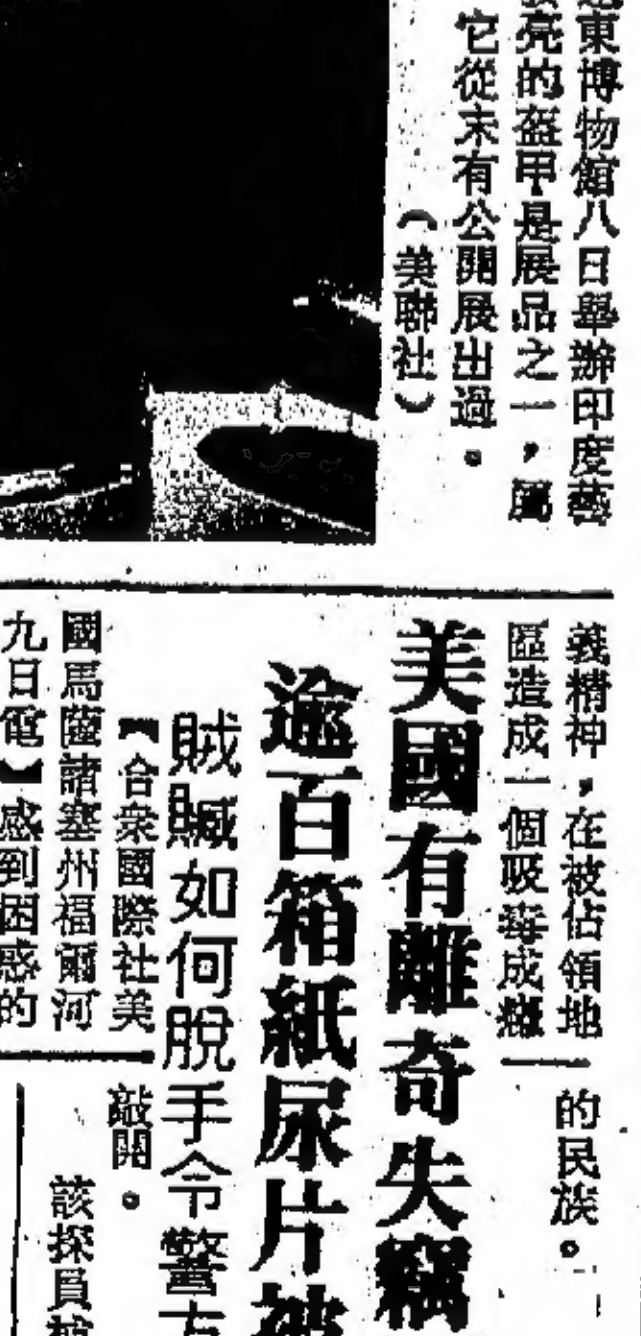 東博物館八日舉辦印度藝
亮的盔甲是展品之一，屬
它從末有公開展出過。
（美聯社）
義精神，在被佔領地
區造成一個吸毒成癮
的民族。
美國有離奇失竊
逾百箱紙尿片被
賊贓如何脫手令警方
【合衆國際社美
國馬薩諸塞州福爾河
九日電】感到困惑的
敲開。
該探員